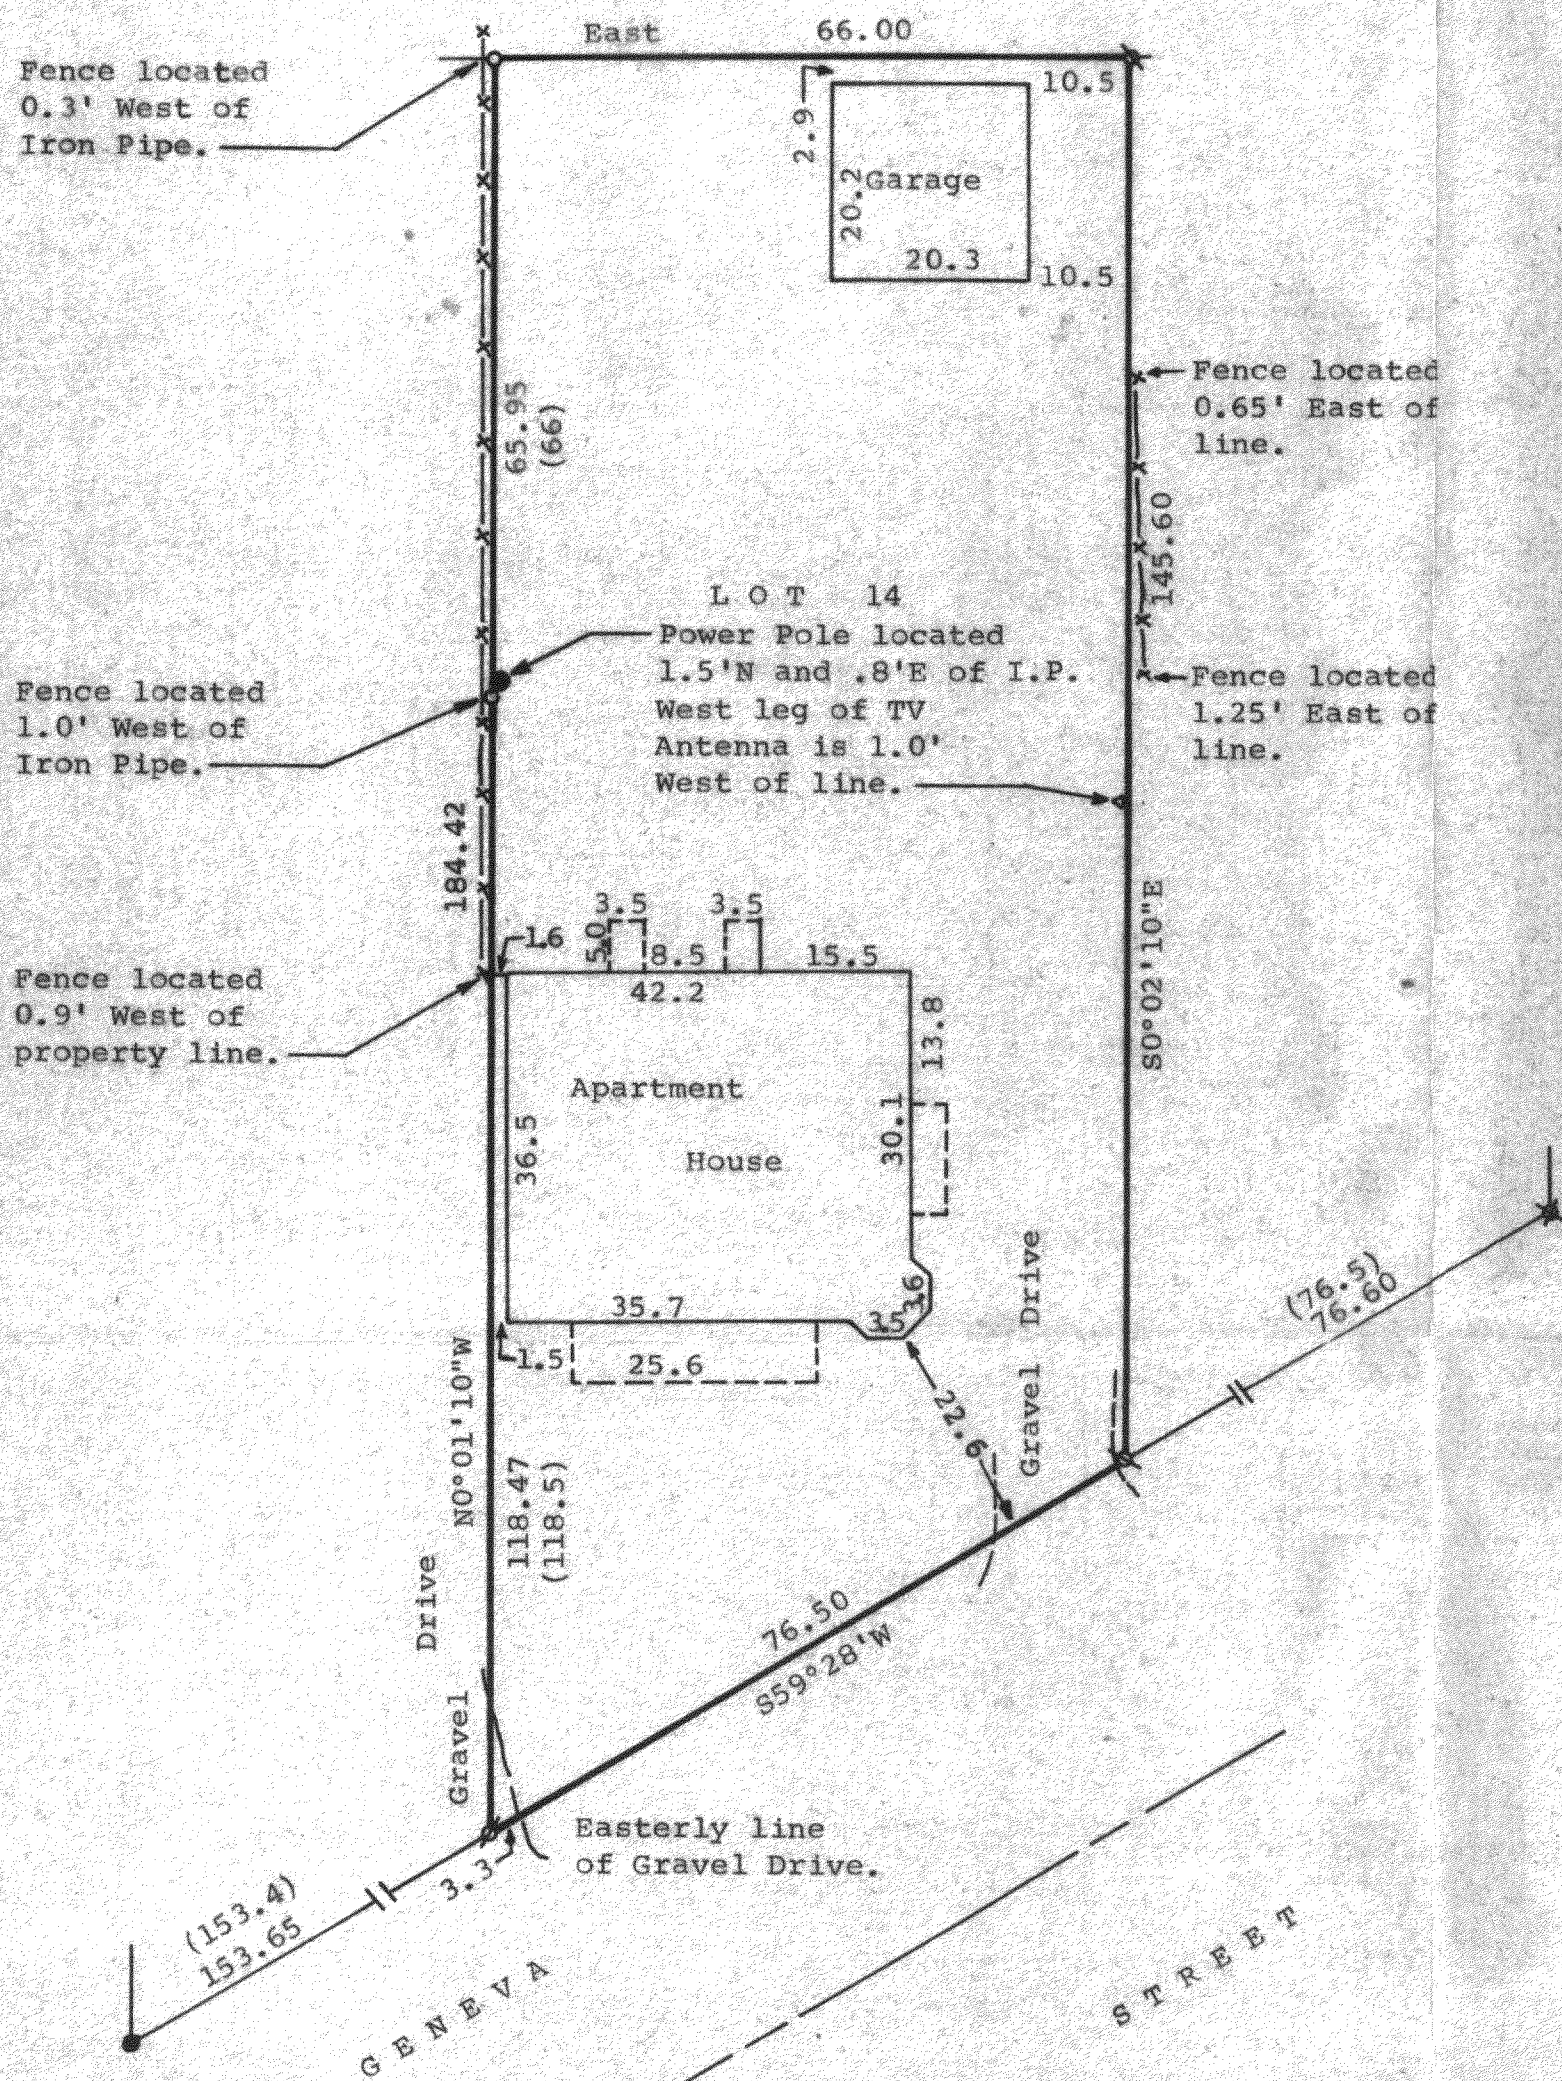 East
66.00
Fence located
0.3' West of
Iron Pipe.
10.5
2.9
Garage
20.2
20.3
10.5
65.95
(66)
Fence located
0.65' East of
line.
145.60
LOT 14
Power Pole located
1.5'N and .8'E of I.P.
West leg of TV
Antenna is 1.0'
West of line.
Fence located
1.25' East of
line.
Fence located
1.0' West of
Iron Pipe.
184.42
S0°02'10"E
3.5
3.5
1.6
5.0
8.5
15.5
42.2
Fence located
0.9' West of
property line.
13.8
Apartment
House
36.5
30.1
35.7
3.5
3.6
1.5
25.6
22.6
Gravel Drive
(76.5)
76.60
N0°01'10"W
118.47
(118.5)
Gravel Drive
76.50
S59°28'W
Easterly line
of Gravel Drive.
3.3
(153.4)
153.65
GENEVA STREET